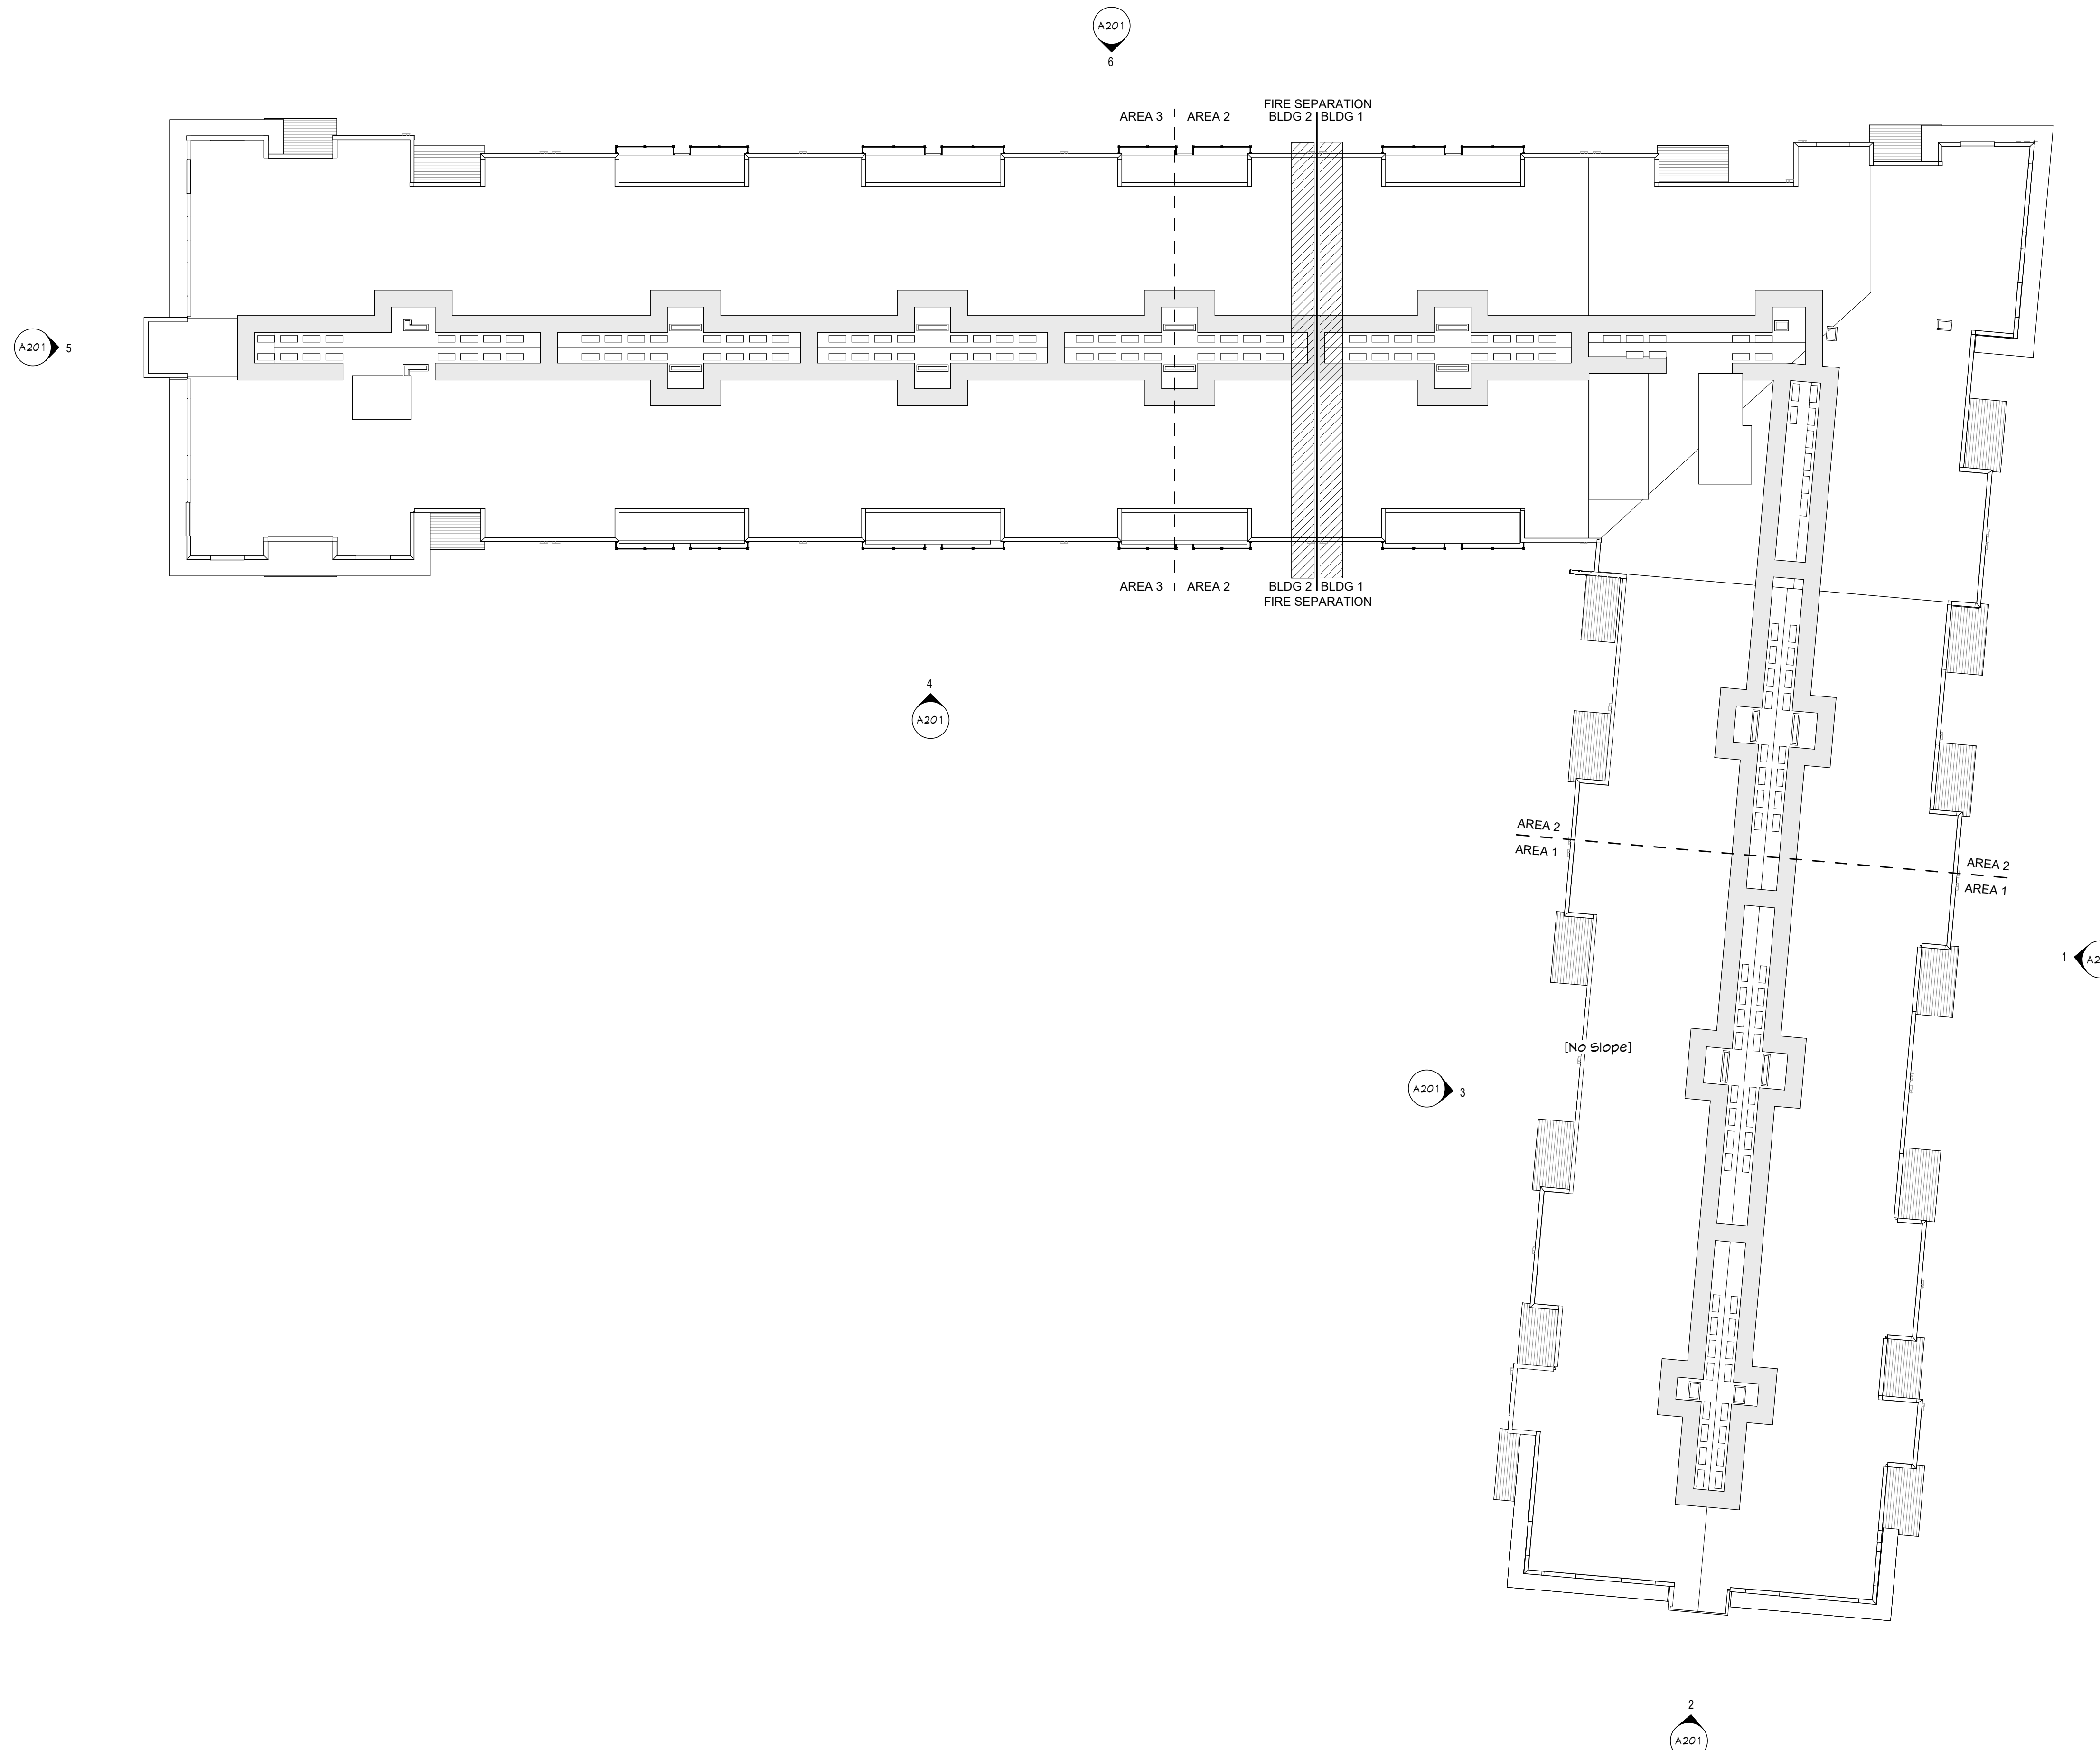 A201
6
FIRE SEPARATION
AREA 3 AREA 2 BLDG 2 BLDG 1
A201 5
AREA 3 AREA 2 BLDG 2 BLDG 1
FIRE SEPARATION
4
A201
AREA 2
AREA 1
AREA 2
AREA 1
1 A2
[No Slope]
A201 3
2
A201